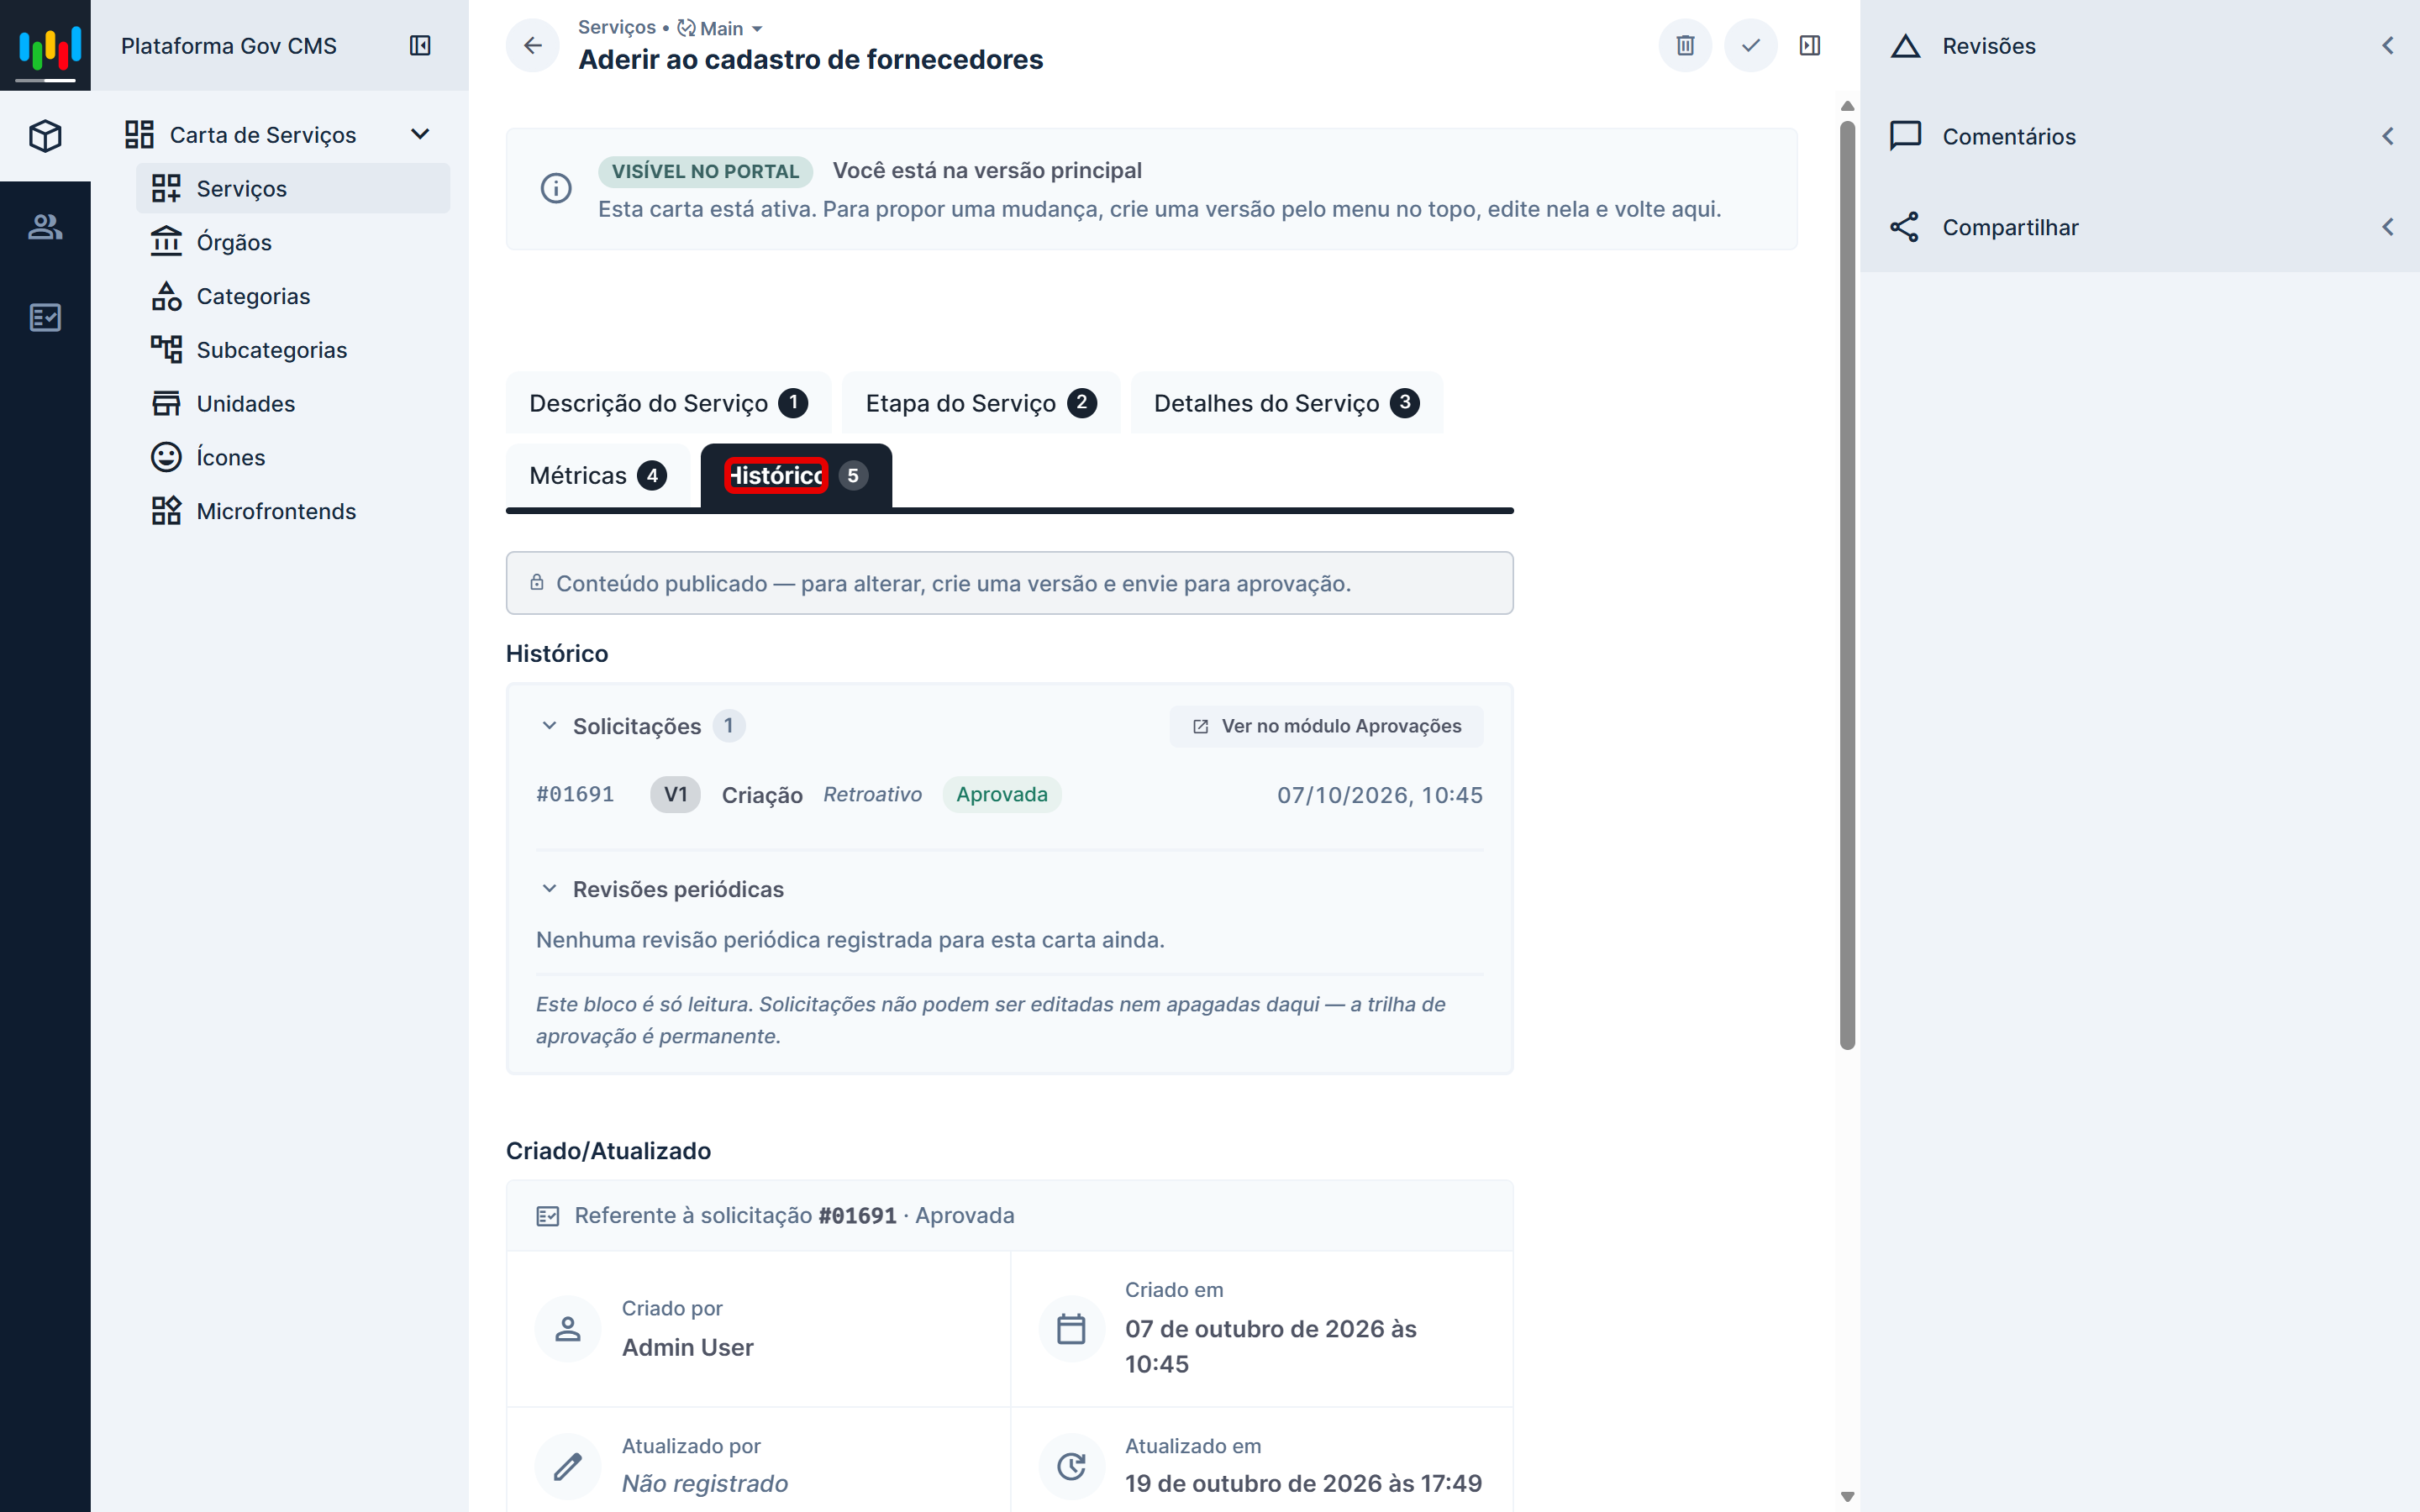 Plataforma Gov CMS
Carta de Serviços
Serviços
Órgãos
Categorias
Subcategorias
Unidades
Ícones
Microfrontends
Serviços • Main
Aderir ao cadastro de fornecedores
VISÍVEL NO PORTAL Você está na versão principal
Esta carta está ativa. Para propor uma mudança, crie uma versão pelo menu no topo, edite nela e volte aqui.
Descrição do Serviço 1
Etapa do Serviço 2
Detalhes do Serviço 3
Métricas 4
Histórico 5
Conteúdo publicado — para alterar, crie uma versão e envie para aprovação.
Histórico
Solicitações 1
Ver no módulo Aprovações
#01691 V1 Criação Retroativo Aprovada 07/10/2026, 10:45
Revisões periódicas
Nenhuma revisão periódica registrada para esta carta ainda.
Este bloco é só leitura. Solicitações não podem ser editadas nem apagadas daqui — a trilha de
aprovação é permanente.
Criado/Atualizado
Referente à solicitação #01691 · Aprovada
Criado por
Admin User
Criado em
07 de outubro de 2026 às
10:45
Atualizado por
Não registrado
Atualizado em
19 de outubro de 2026 às 17:49
Revisões
Comentários
Compartilhar